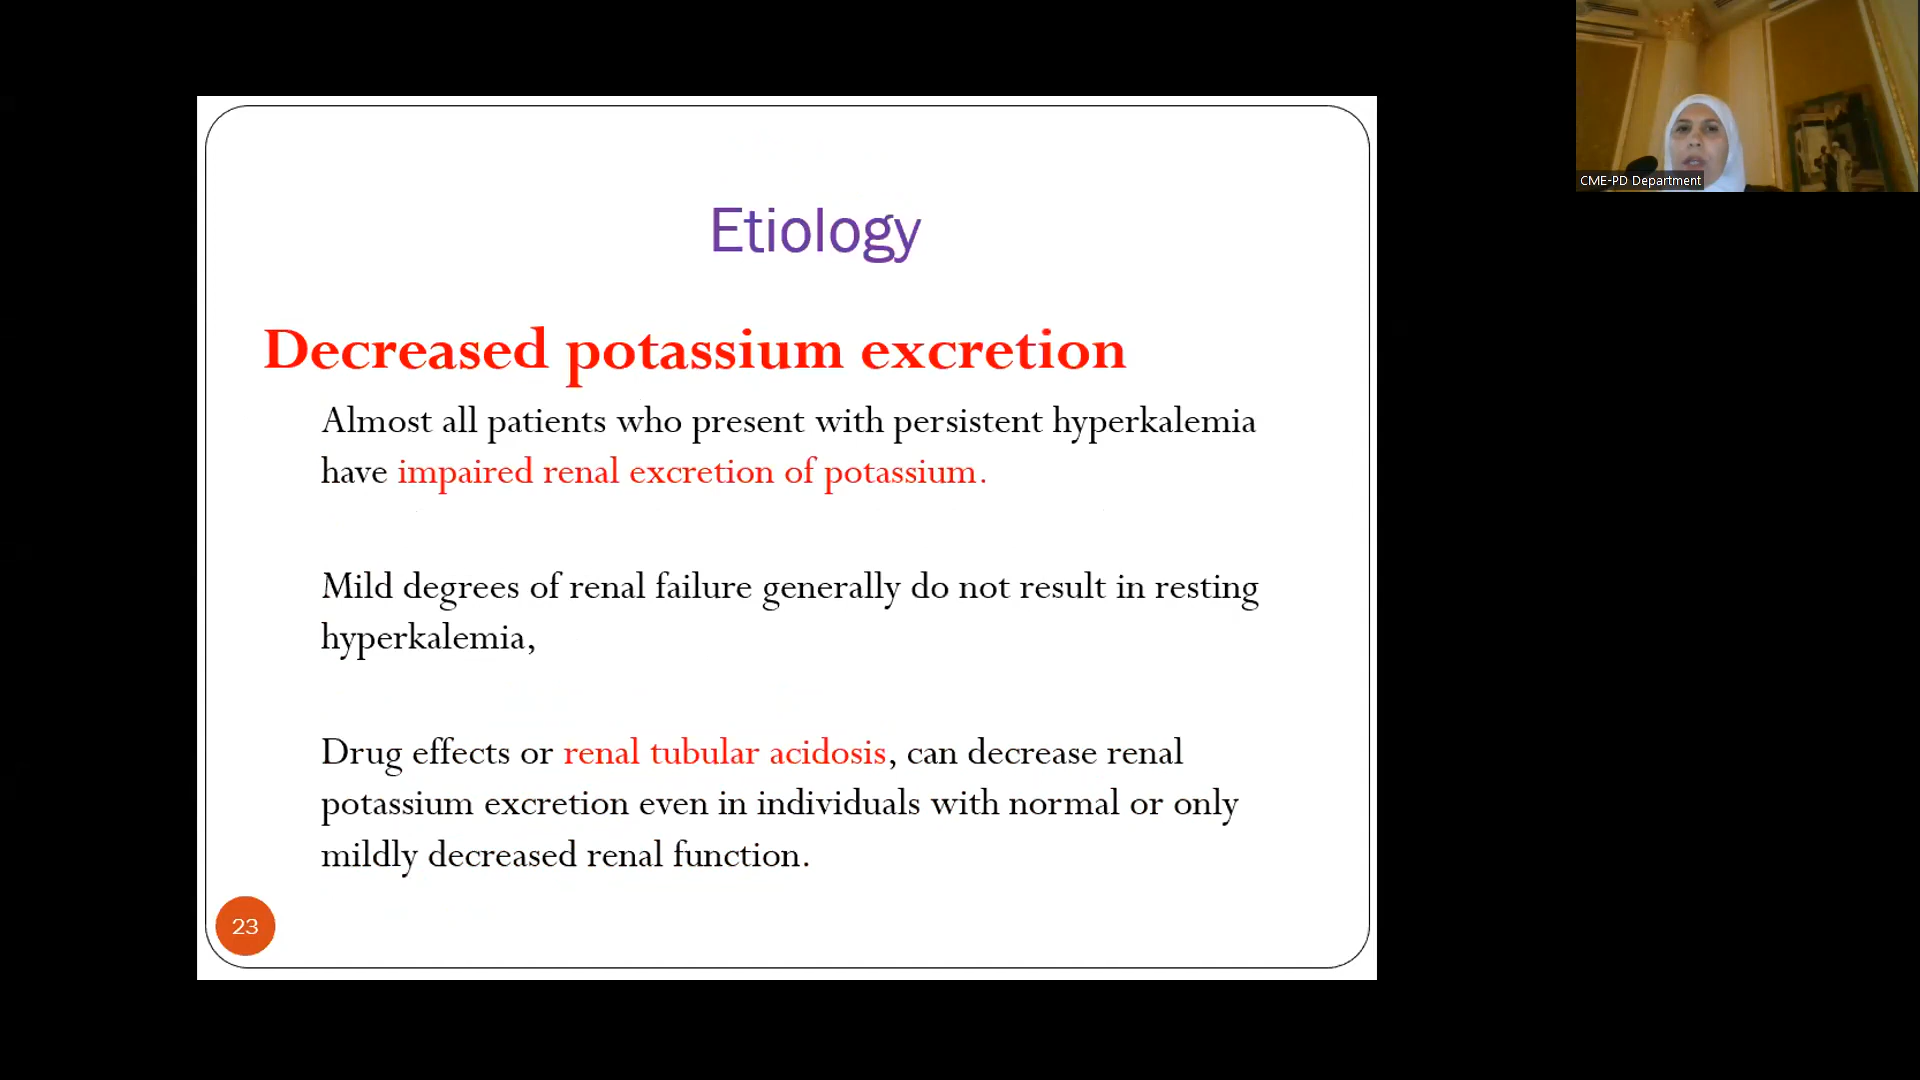 Etiology
Decreased potassium excretion
Almost all patients who present with persistent hyperkalemia
have impaired renal excretion of potassium.
Mild degrees of renal failure generally do not result in resting
hyperkalemia,
Drug effects or renal tubular acidosis, can decrease renal
potassium excretion even in individuals with normal or only
mildly decreased renal function.
23
CME-PD Department